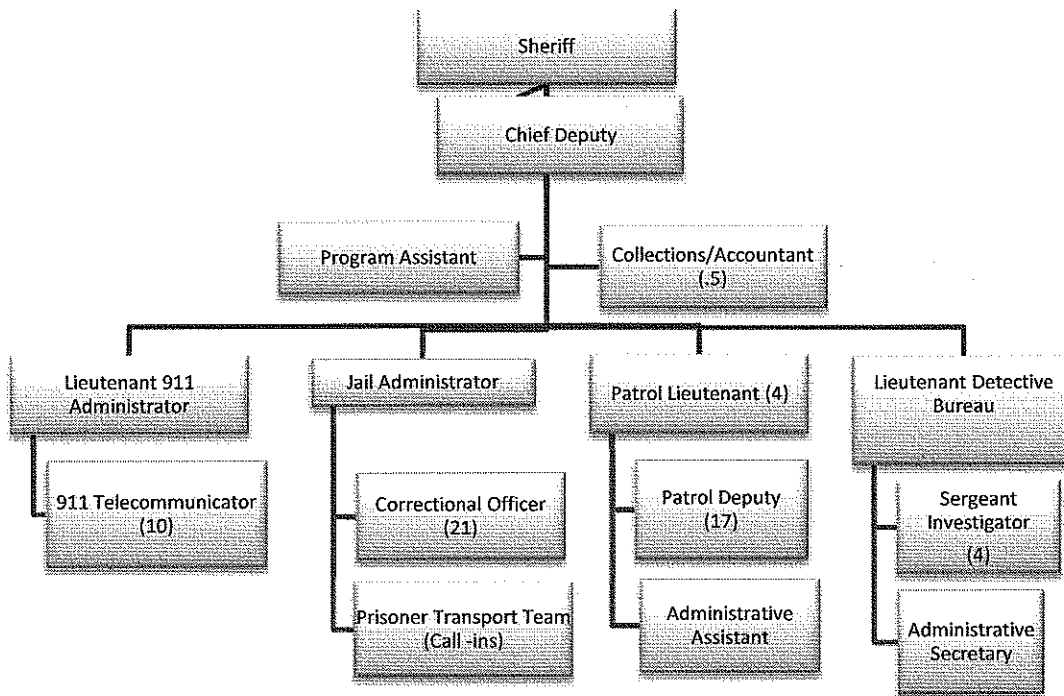 Sheriff
Chief Deputy
Program Assistant
Collections/Accountant
(.5)
Lieutenant 911
Administrator
911 Telecommunicator
(10)
Jail Administrator
Correctional Officer
(21)
Prisoner Transport Team
(Call -ins)
Patrol Lieutenant (4)
Patrol Deputy
(17)
Administrative
Assistant
Lieutenant Detective
Bureau
Sergeant
Investigator
(4)
Administrative
Secretary